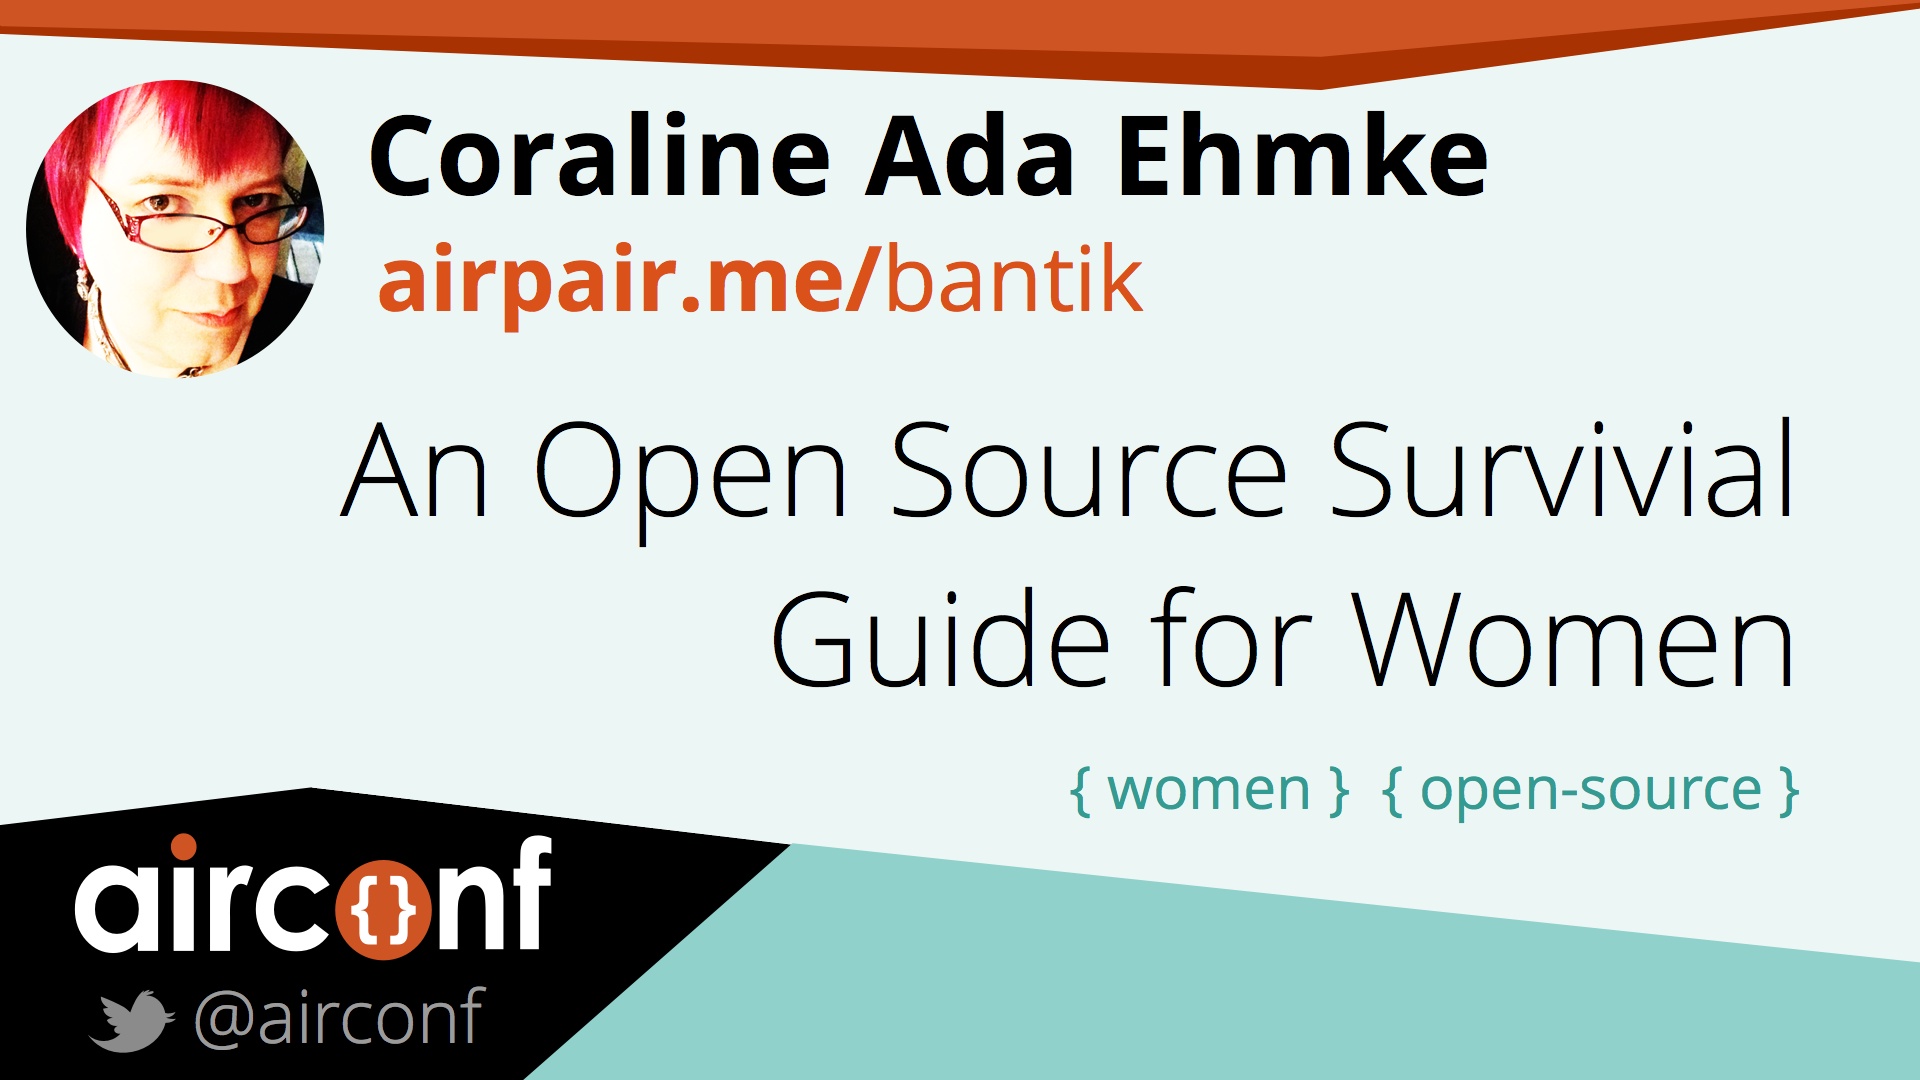 Coraline Ada Ehmke
airpair.me/bantik
An Open Source Survivial
Guide for Women
{ women } { open-source }
airc{}nf
@airconf